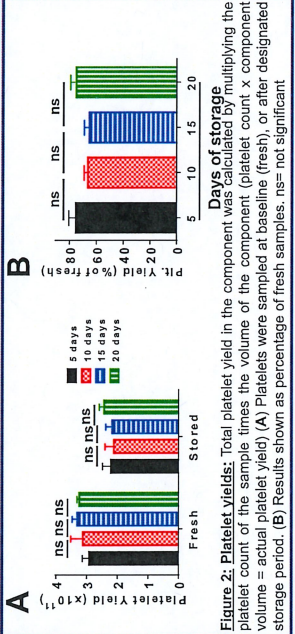 A
Platelet Yield (x10¹¹)
4
3
2
1
0
ns ns ns
ns ns ns
Fresh
Stored
5 days
10 days
15 days
20 days
B
Plt. Yield (% of fresh)
80
60
40
20
0
ns
ns
ns
5
10
15
20
Days of storage
Figure 2: Platelet yields: Total platelet yield in the component was calculated by multiplying the
platelet count of the sample times the volume of the component (platelet count x component
volume = actual platelet yield) (A) Platelets were sampled at baseline (fresh), or after designated
storage period. (B) Results shown as percentage of fresh samples. ns= not significant